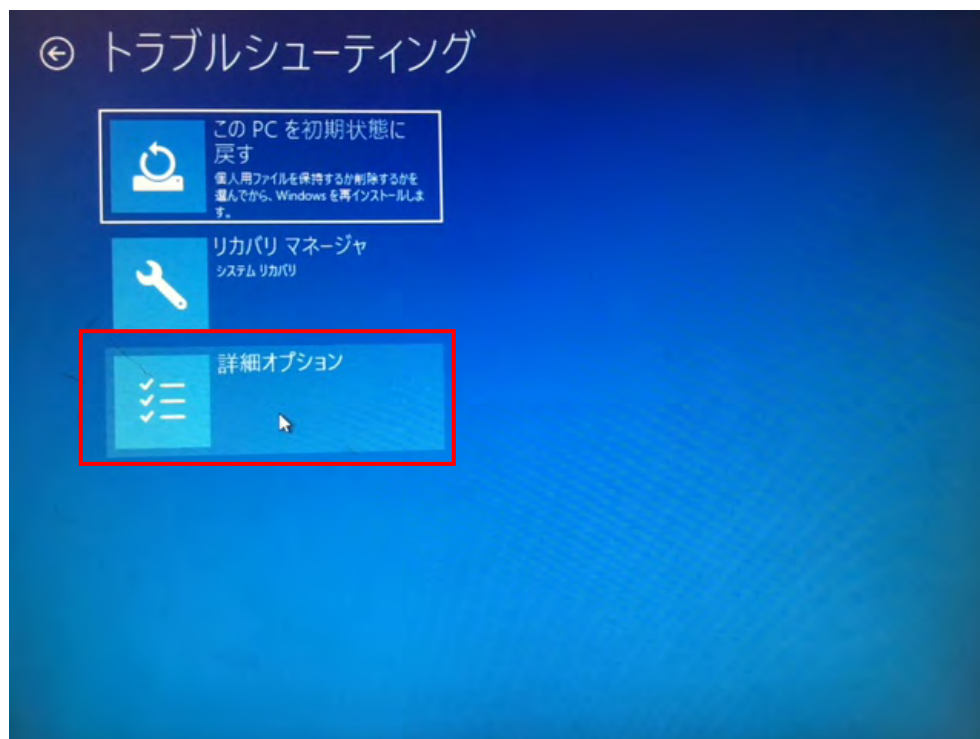 トラブルシューティング
この PC を初期状態に
戻す
個人用ファイルを保持するか削除するかを
選んでから、Windows を再インストールしま
す。
リカバリ マネージャ
システム リカバリ
詳細オプション